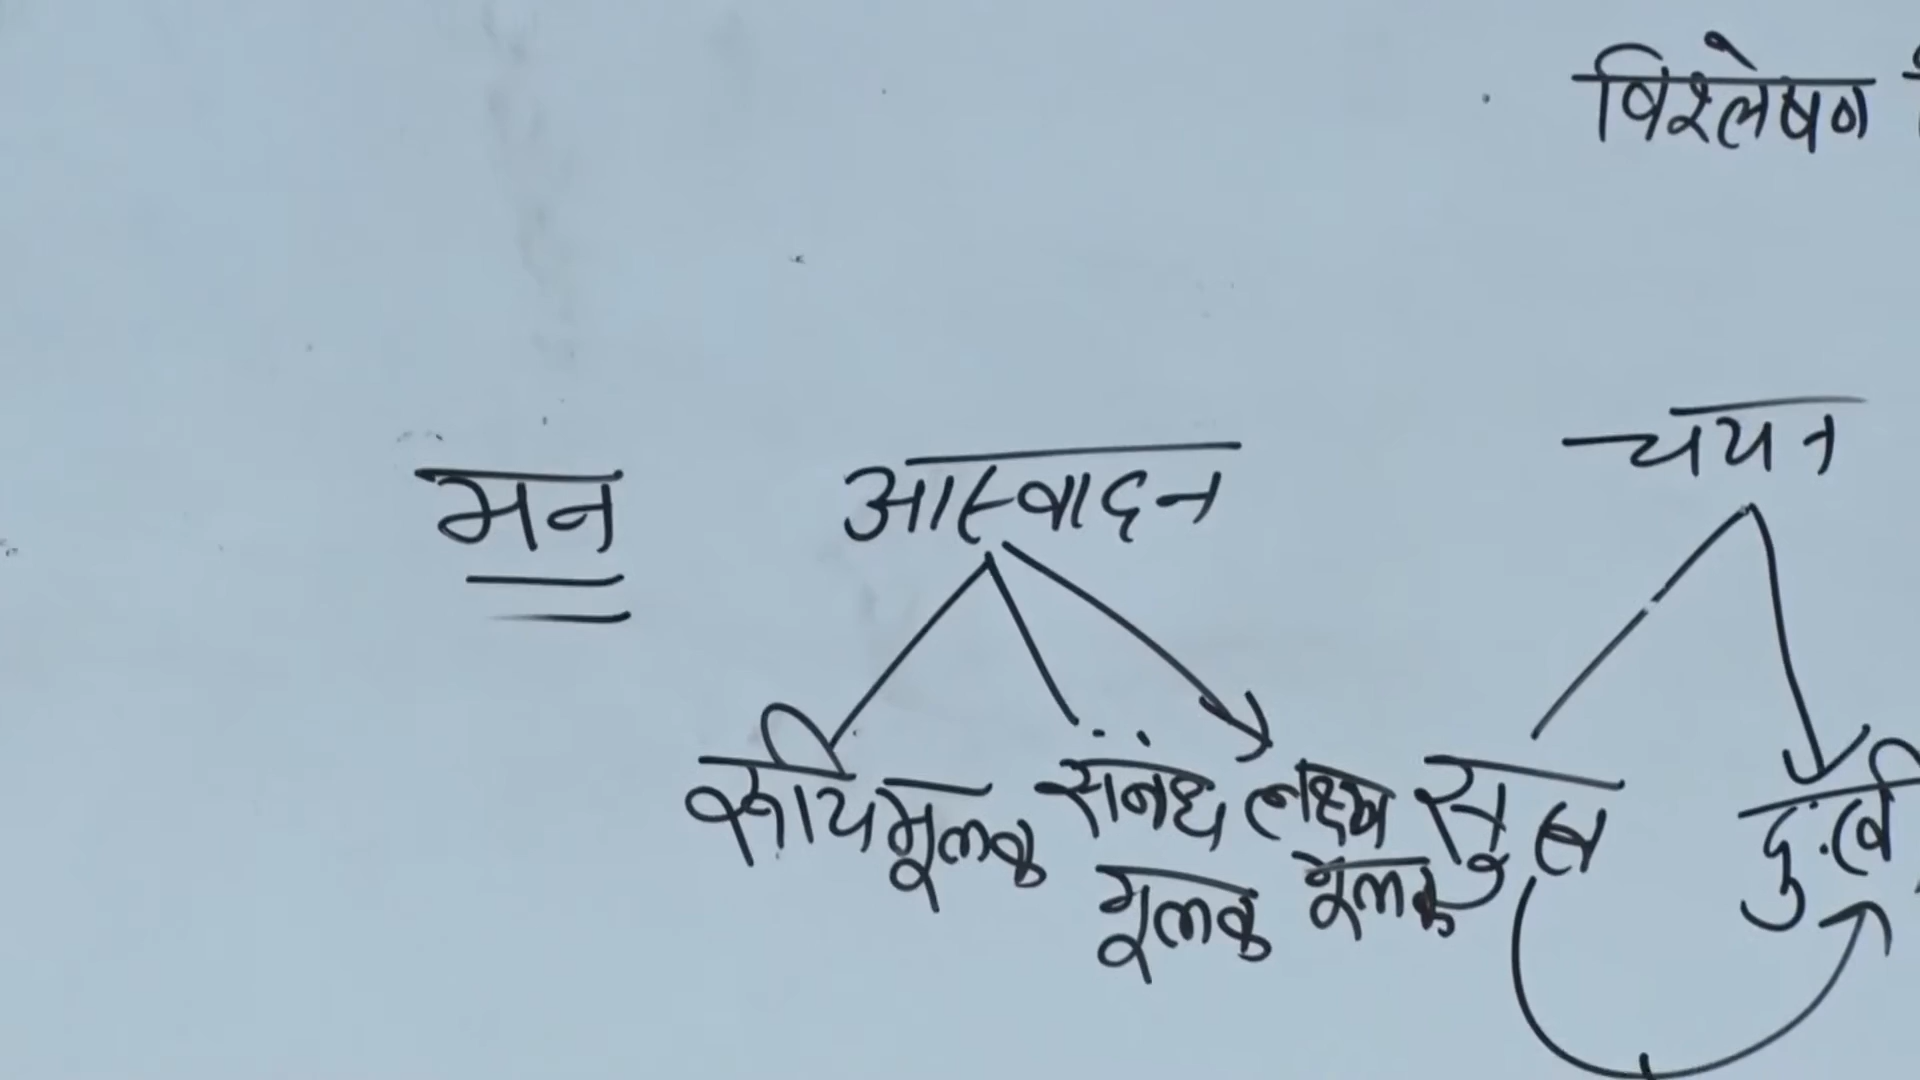 विश्लेषण
चयन
मन आस्वादन
रूचिमूलक संबंध लक्ष्य सुख दुःख
मूलक मूलक